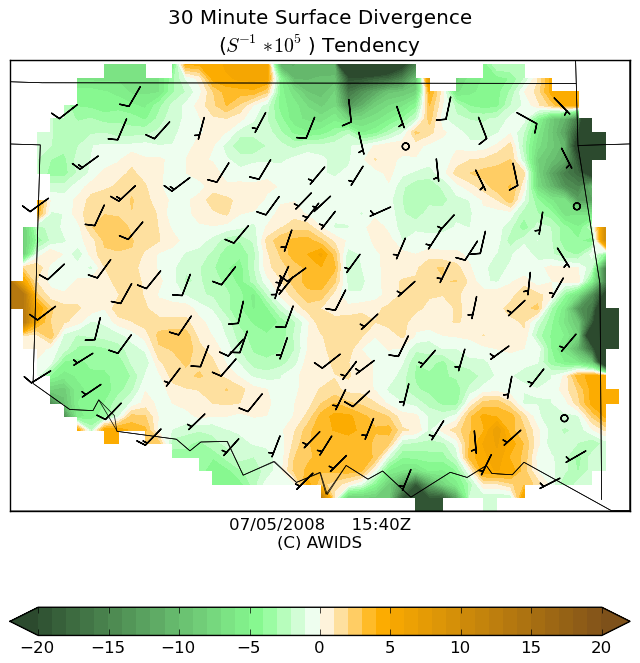 30 Minute Surface Divergence
(S⁻¹ ∗ 10⁵ ) Tendency
07/05/2008 15:40Z
(C) AWIDS
−20 −15 −10 −5 0 5 10 15 20